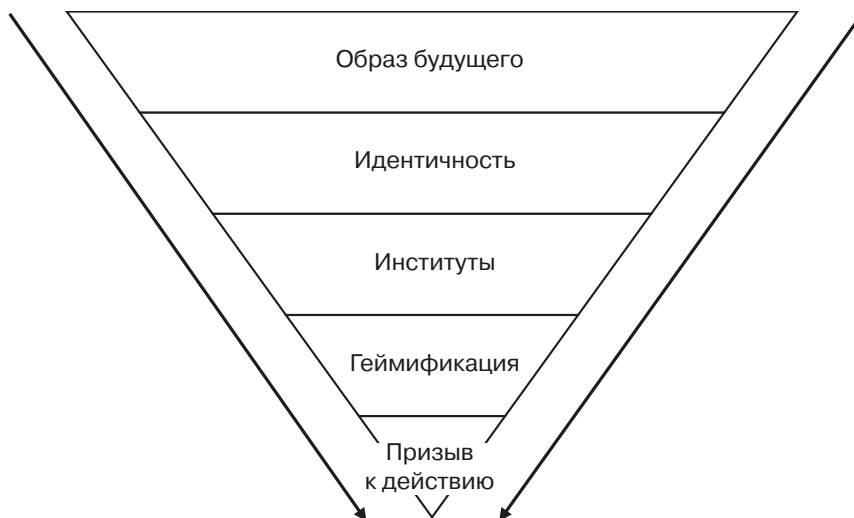 Образ будущего
Идентичность
Институты
Геймификация
Призыв
к действию